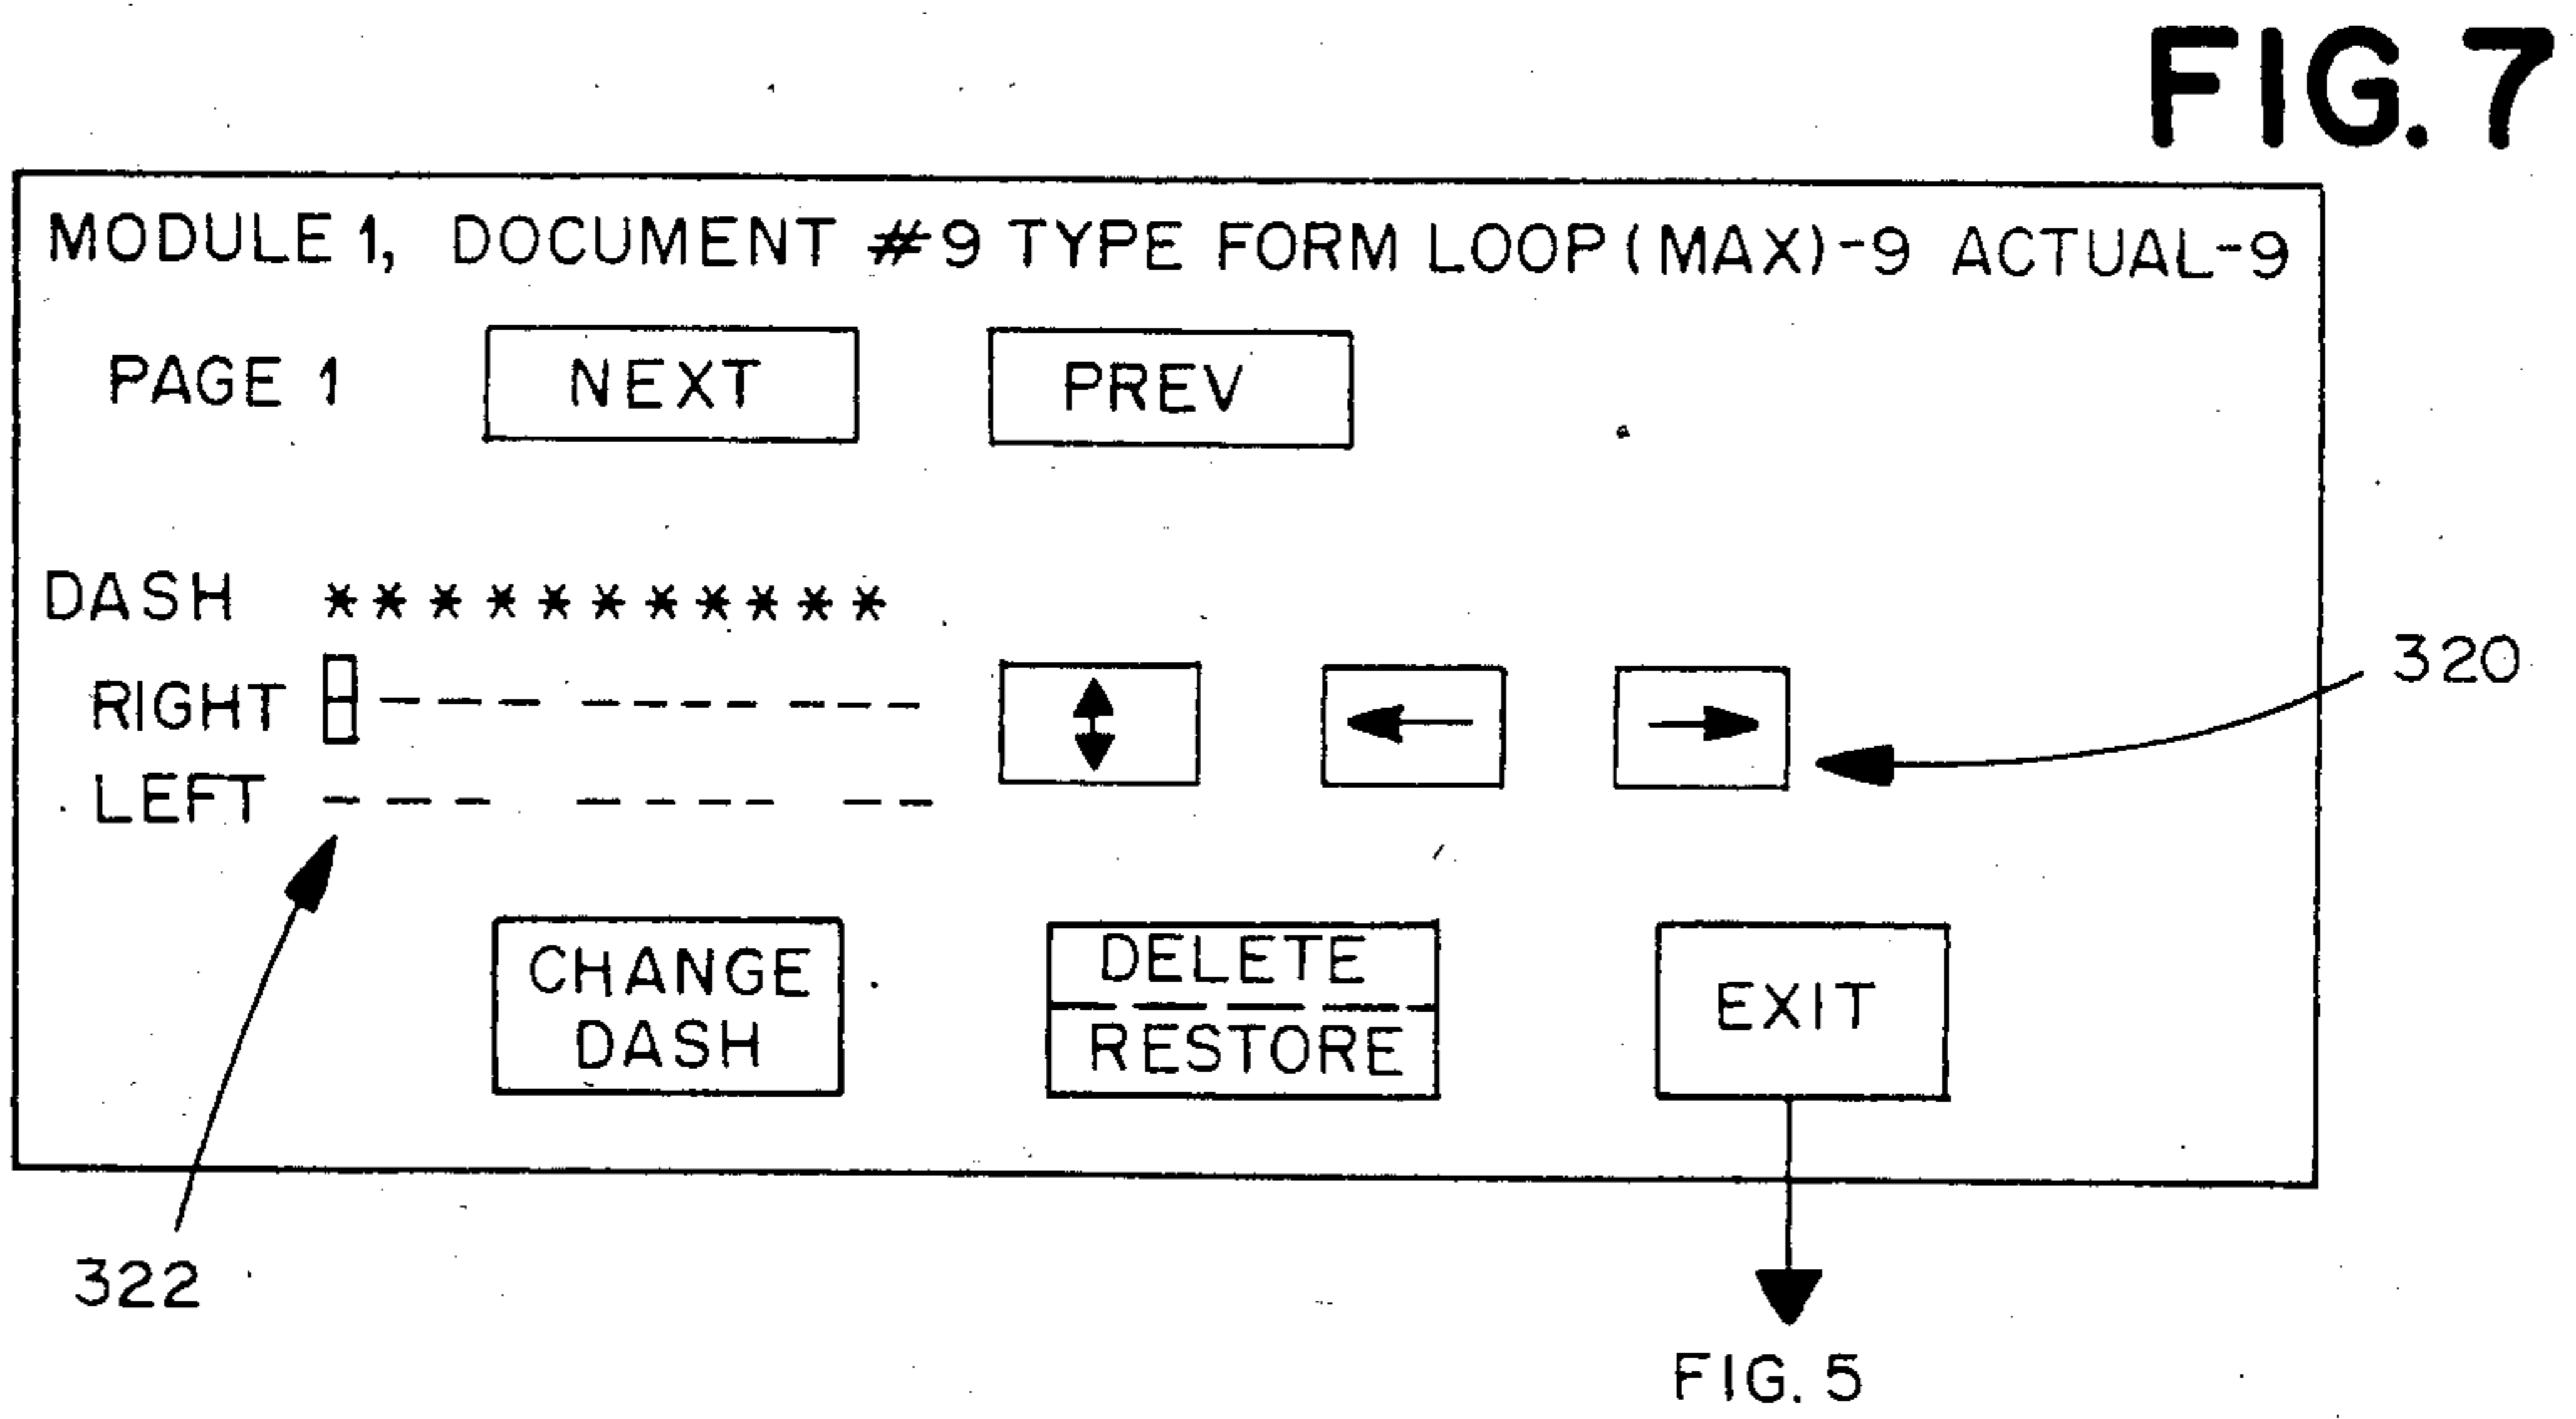 FIG. 7
MODULE 1, DOCUMENT #9 TYPE FORM LOOP (MAX)-9 ACTUAL-9
PAGE 1 NEXT PREV
DASH ***********
RIGHT
320
LEFT
CHANGE DASH
DELETE
RESTORE
EXIT
322
FIG. 5